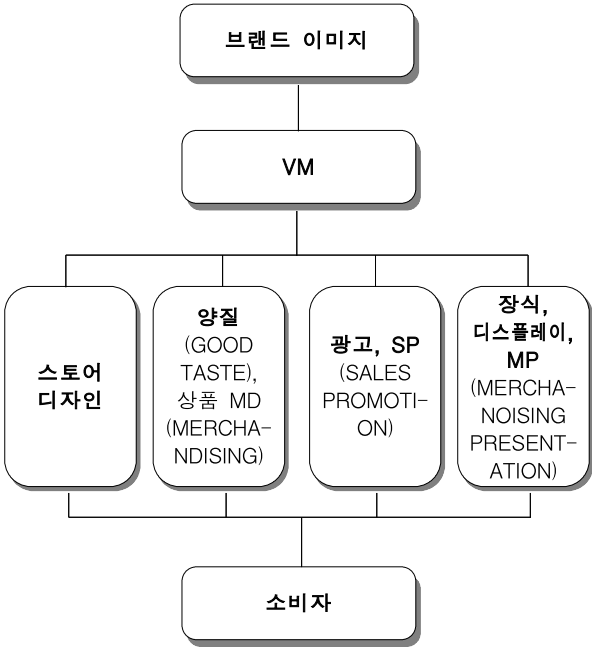 브랜드 이미지
VM
스토어
디자인
양질
(GOOD
TASTE),
상품 MD
(MERCHA-
NDISING)
광고, SP
(SALES
PROMOTI-
ON)
장식,
디스플레이,
MP
(MERCHA-
NOISING
PRESENT-
ATION)
소비자